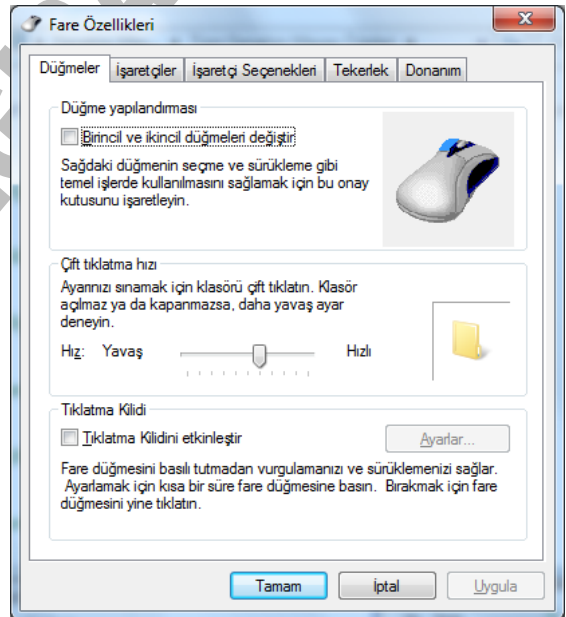 Fare Özellikleri
Düğmeler İşaretçiler İşaretçi Seçenekleri Tekerlek Donanım
Düğme yapılandırması
Birincil ve ikincil düğmeleri değiştir
Sağdaki düğmenin seçme ve sürükleme gibi
temel işlerde kullanılmasını sağlamak için bu onay
kutusunu işaretleyin.
Çift tıklatma hızı
Ayarınızı sınamak için klasörü çift tıklatın. Klasör
açılmaz ya da kapanmazsa, daha yavaş ayar
deneyin.
Hız: Yavaş Hızlı
Tıklatma Kilidi
Tıklatma Kilidini etkinleştir Ayarlar...
Fare düğmesini basılı tutmadan vurgulamanızı ve sürüklemenizi sağlar.
Ayarlamak için kısa bir süre fare düğmesine basın. Bırakmak için fare
düğmesini yine tıklatın.
Tamam İptal Uygula